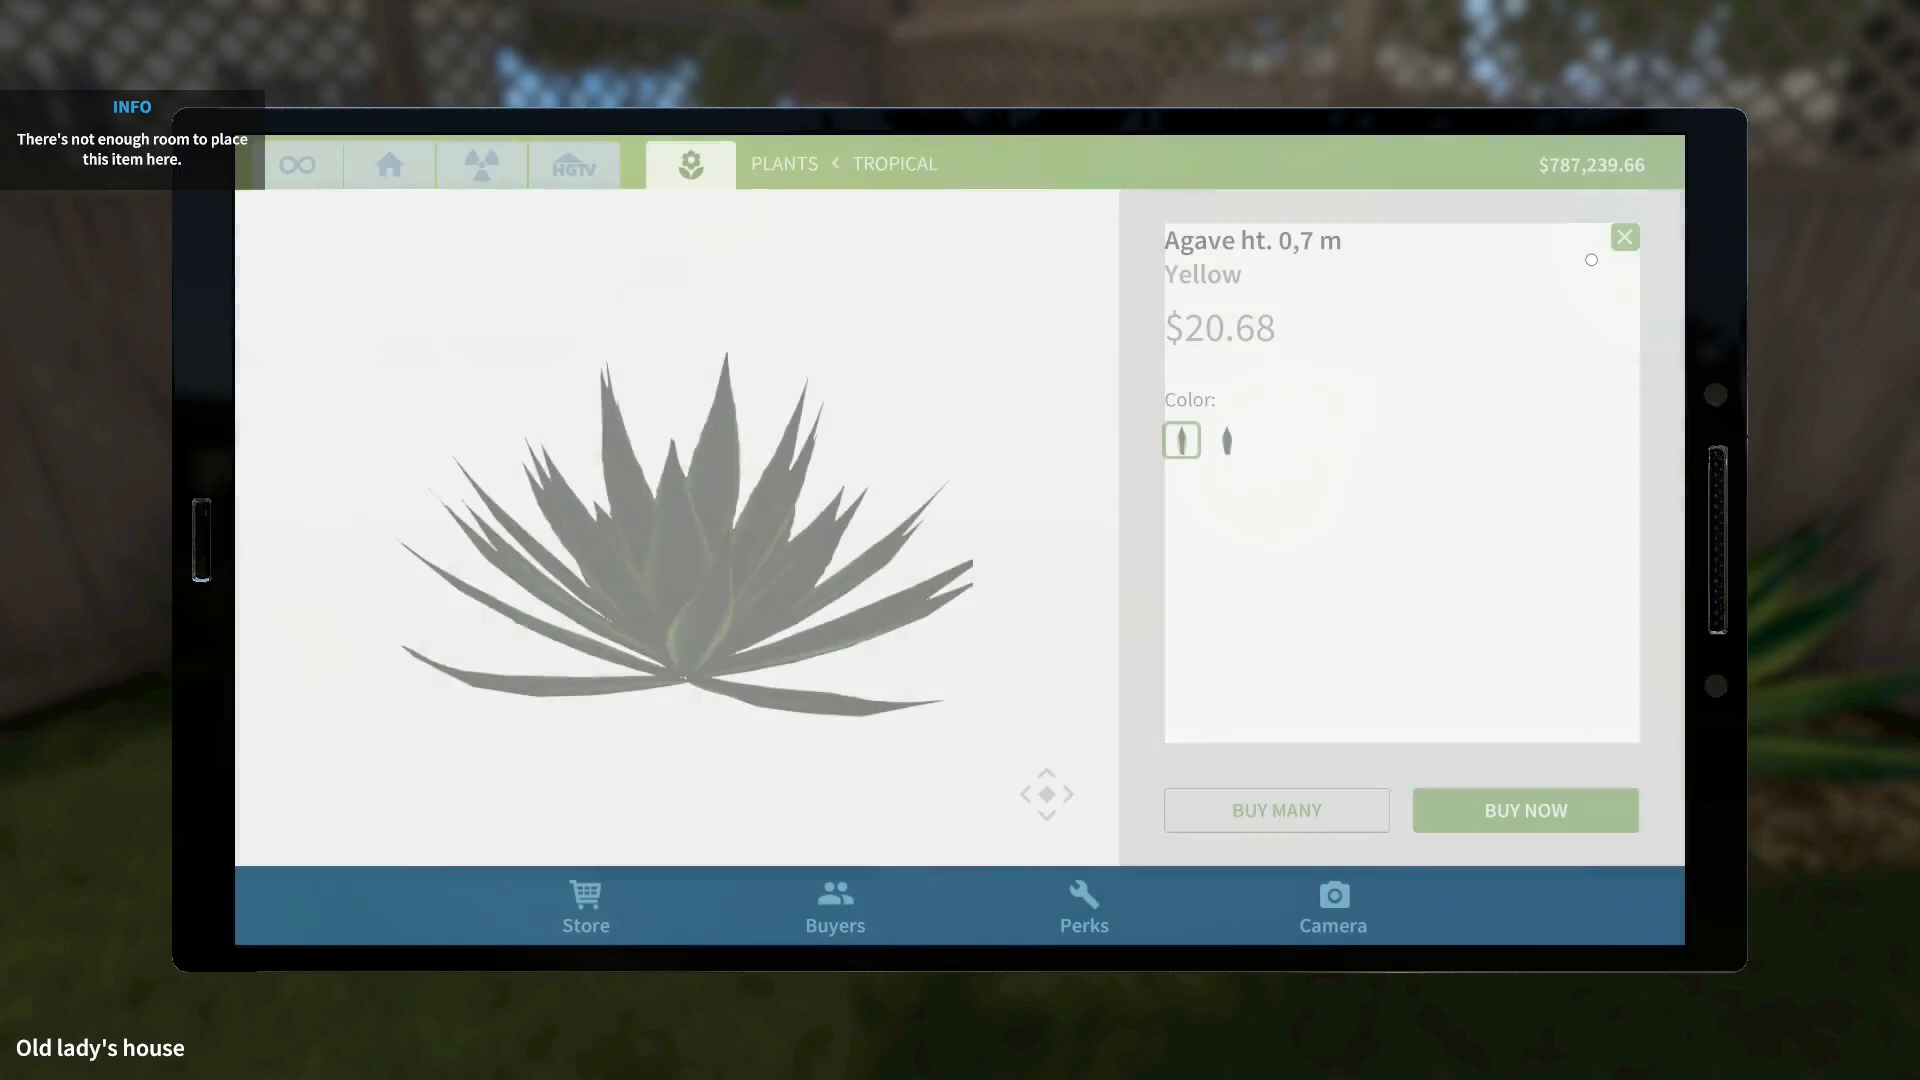 INFO
There's not enough room to place
this item here.
HGTV
PLANTS < TROPICAL
$787,239.66
Agave ht. 0,7 m
Yellow
$20.68
Color:
BUY MANY
BUY NOW
Store
Buyers
Perks
Camera
Old lady's house